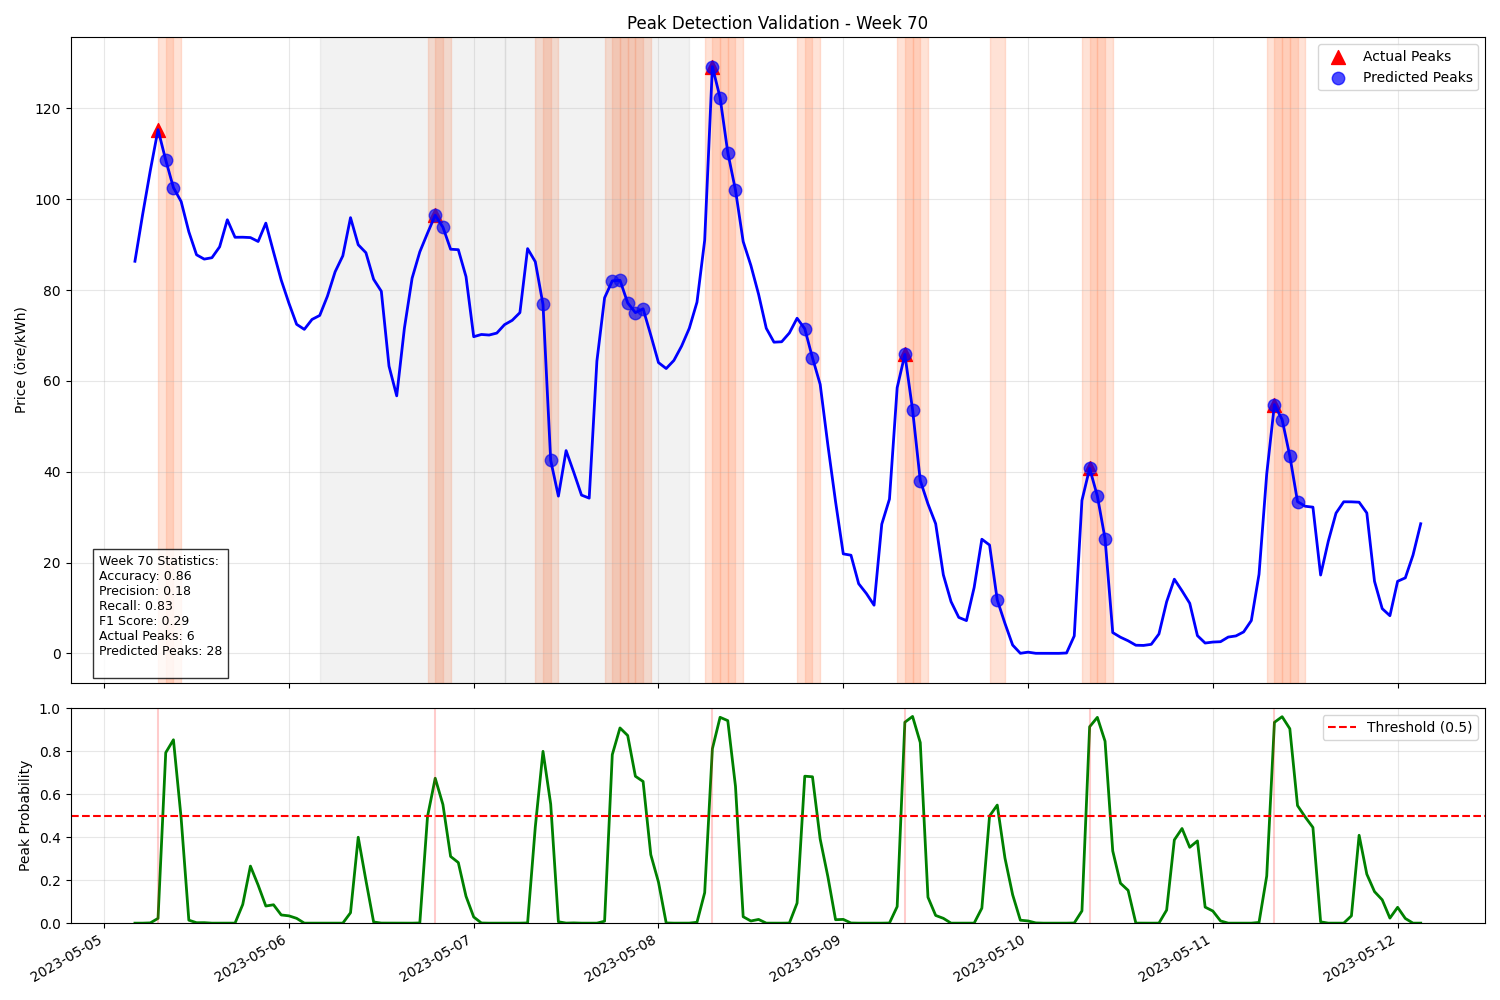 Peak Detection Validation - Week 70
Actual Peaks
Predicted Peaks
Price (öre/kWh)
120
100
80
60
40
20
0
Week 70 Statistics:
Accuracy: 0.86
Precision: 0.18
Recall: 0.83
F1 Score: 0.29
Actual Peaks: 6
Predicted Peaks: 28
Threshold (0.5)
Peak Probability
1.0
0.8
0.6
0.4
0.2
0.0
2023-05-05
2023-05-06
2023-05-07
2023-05-08
2023-05-09
2023-05-10
2023-05-11
2023-05-12